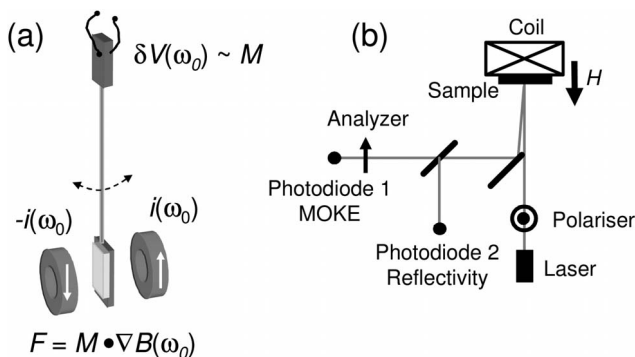 (a)
δV(ω₀) ~ M
-i(ω₀)
i(ω₀)
F = M • ∇B(ω₀)
(b)
Coil
Sample
H
Analyzer
Photodiode 1
MOKE
Polariser
Photodiode 2
Reflectivity
Laser